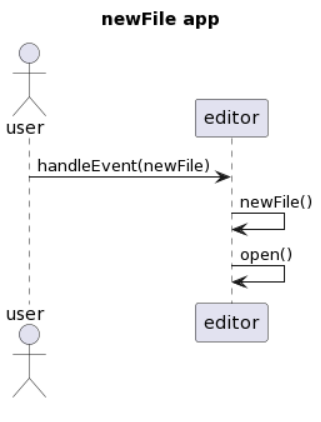 newFile app
user
editor
handleEvent(newFile)
newFile()
open()
user
editor